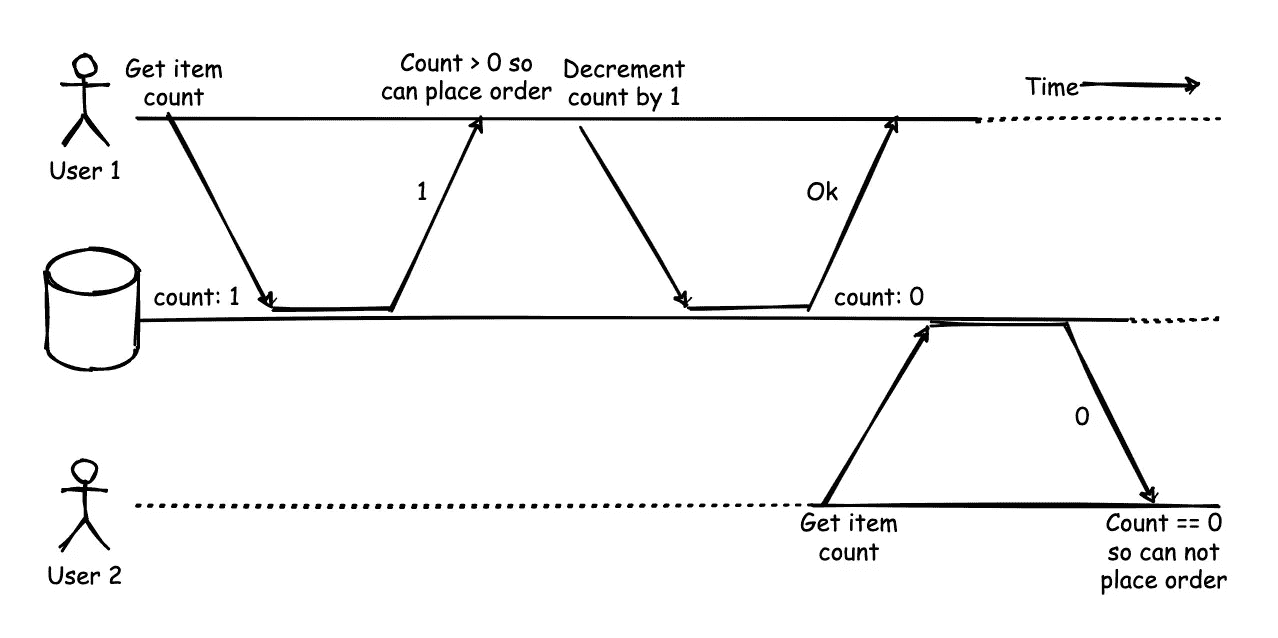 Get item
count
Count > 0 so
can place order
Decrement
count by 1
Time
User 1
1
Ok
count: 1
count: 0
0
Get item
count
Count == 0
so can not
place order
User 2